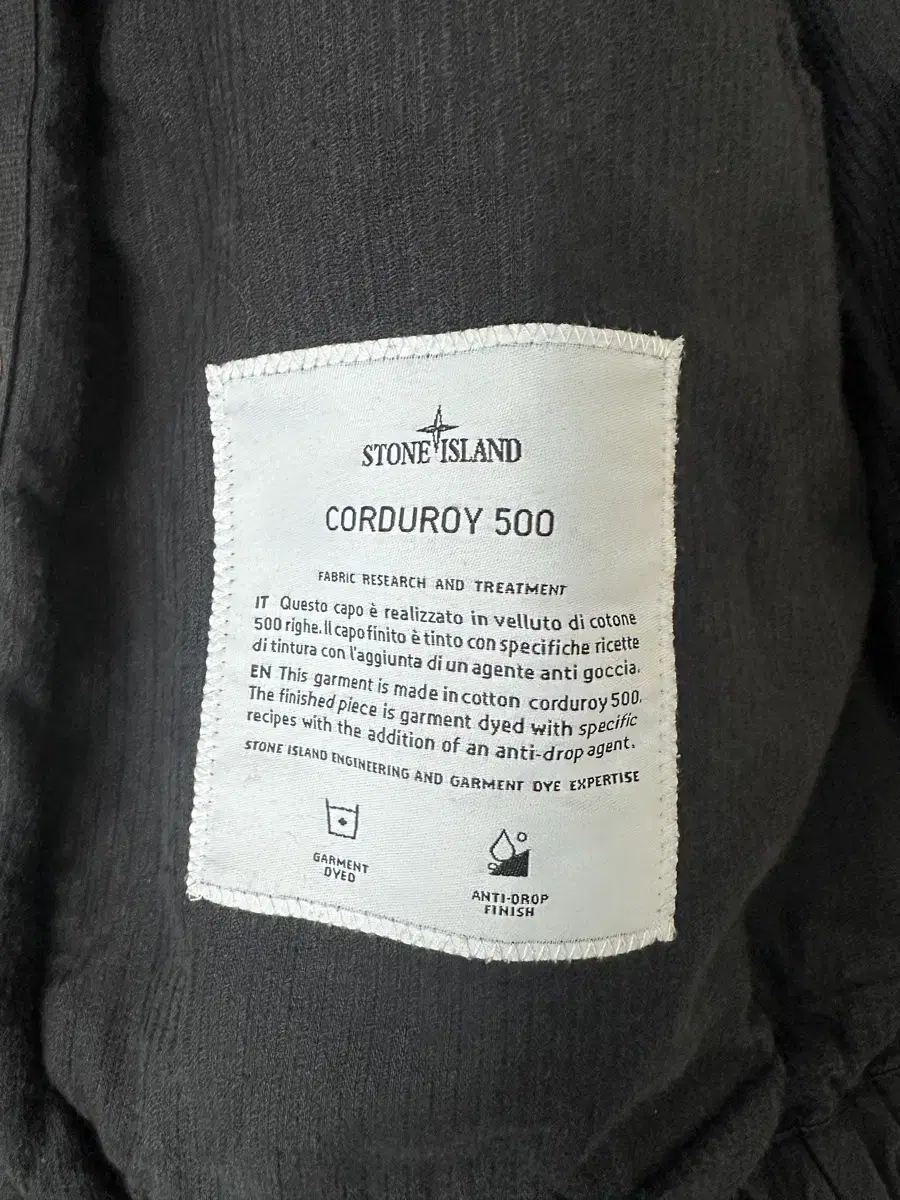 STONE ISLAND
CORDUROY 500
FABRIC RESEARCH AND TREATMENT
IT Questo capo è realizzato in velluto di cotone
500 righe. Il capo finito è tinto con specifiche ricette
di tintura con l'aggiunta di un agente anti goccia.
EN This garment is made in cotton corduroy 500.
The finished piece is garment dyed with specific
recipes with the addition of an anti-drop agent.
STONE ISLAND ENGINEERING AND GARMENT DYE EXPERTISE
GARMENT
DYED
ANTI-DROP
FINISH